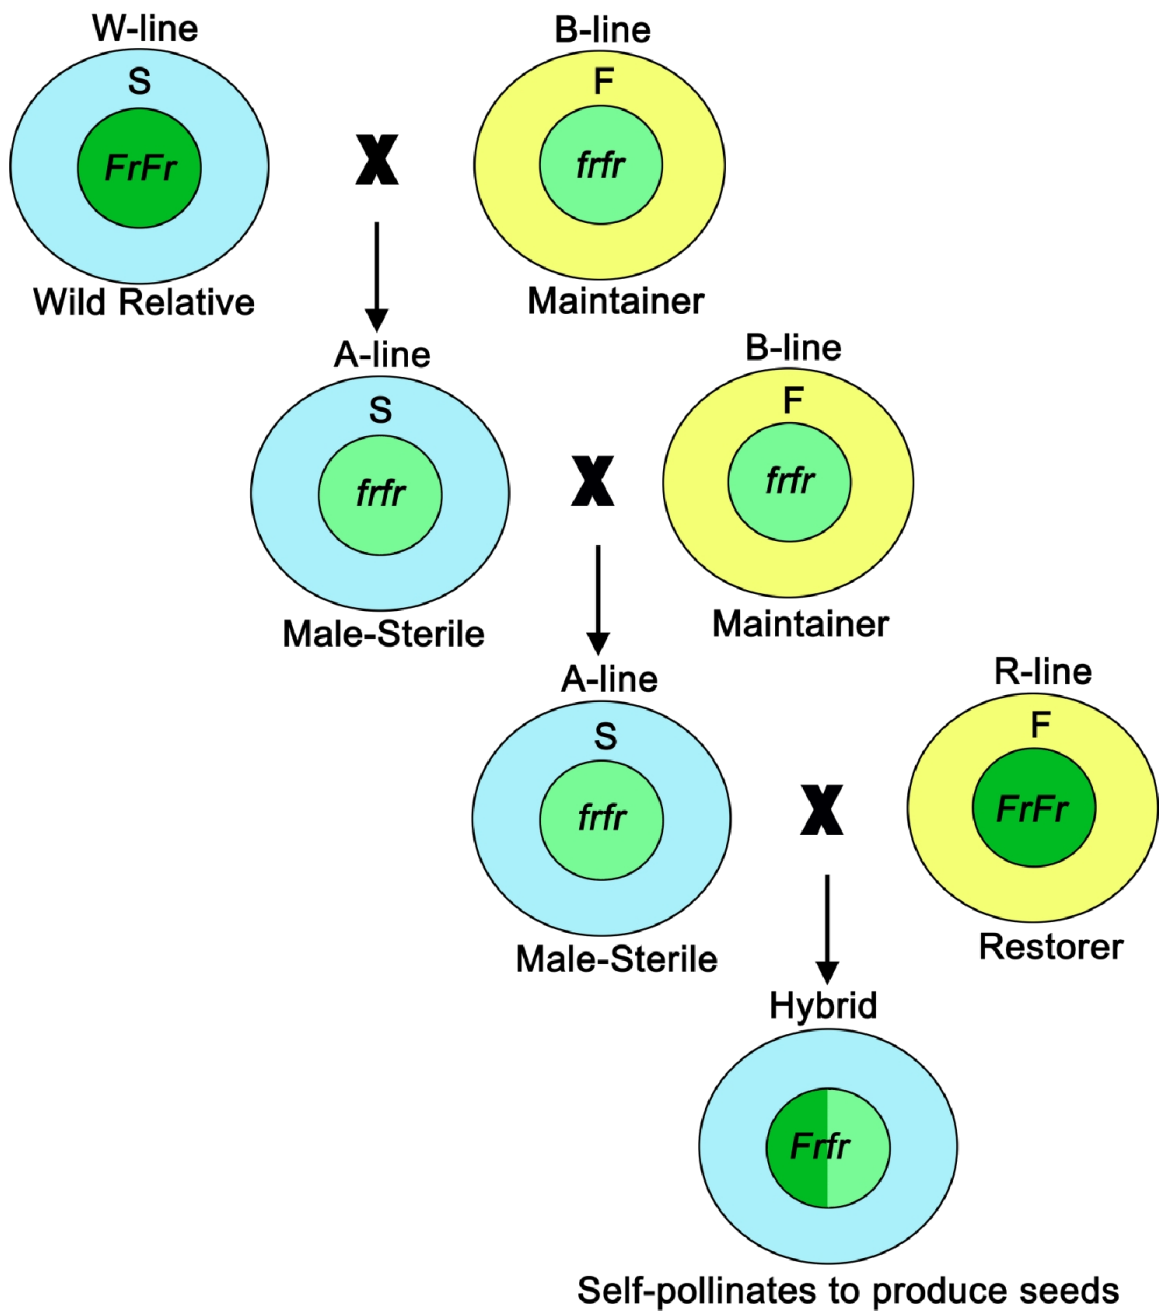 W-line
B-line
S
F
FrFr
X
frfr
Wild Relative
Maintainer
A-line
B-line
S
F
frfr
X
frfr
Male-Sterile
Maintainer
A-line
R-line
S
F
frfr
X
FrFr
Male-Sterile
Restorer
Hybrid
Frfr
Self-pollinates to produce seeds